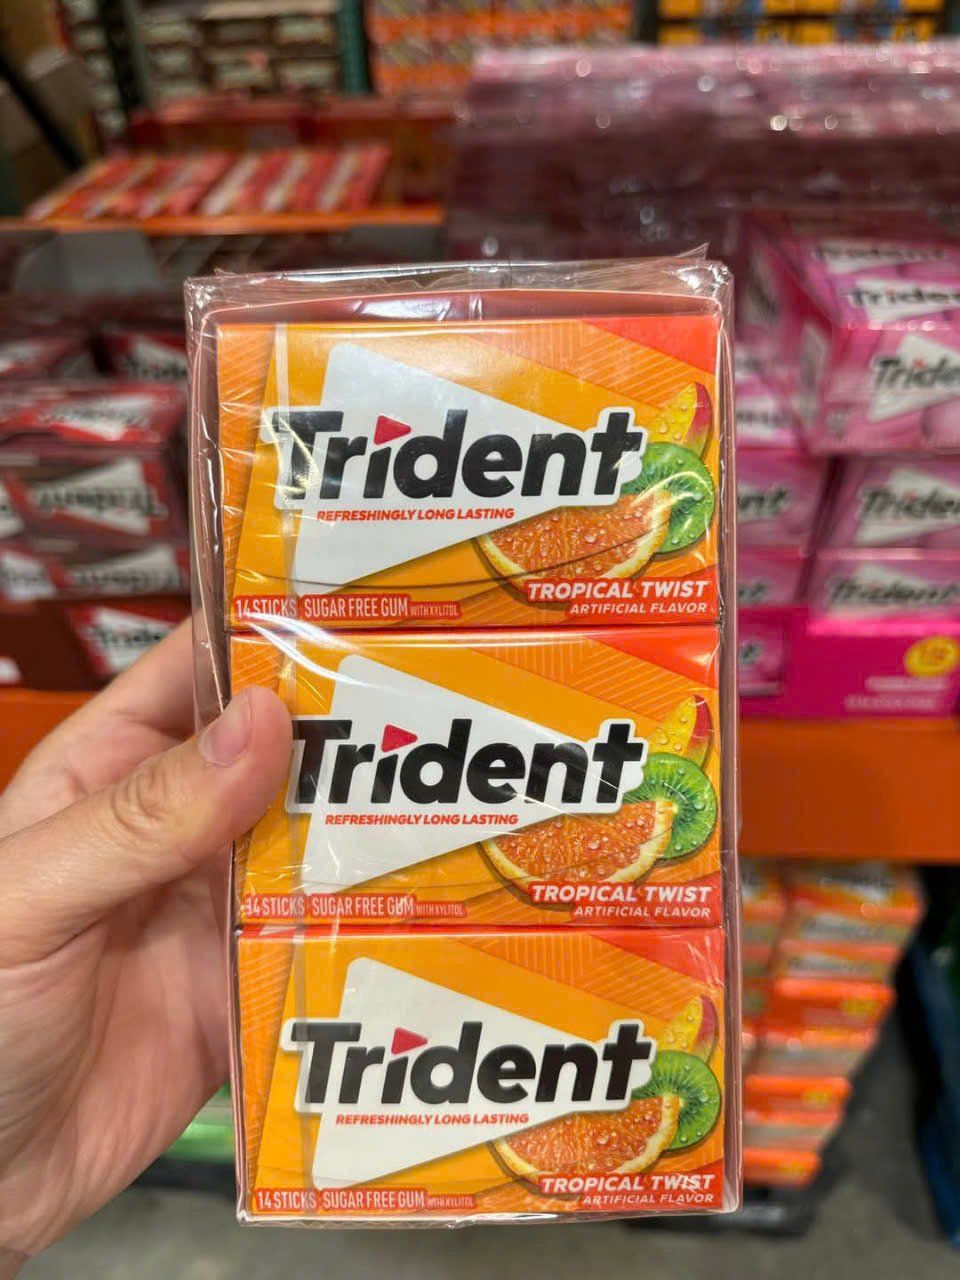 Trident
REFRESHINGLY LONG LASTING
TROPICAL TWIST
14 STICKS SUGAR FREE GUM WITH XYLITOL ARTIFICIAL FLAVOR
Trident
REFRESHINGLY LONG LASTING
TROPICAL TWIST
14 STICKS SUGAR FREE GUM WITH XYLITOL ARTIFICIAL FLAVOR
Trident
REFRESHINGLY LONG LASTING
TROPICAL TWIST
14 STICKS SUGAR FREE GUM WITH XYLITOL ARTIFICIAL FLAVOR
Trident
Trident
Trident
Trident
Trident